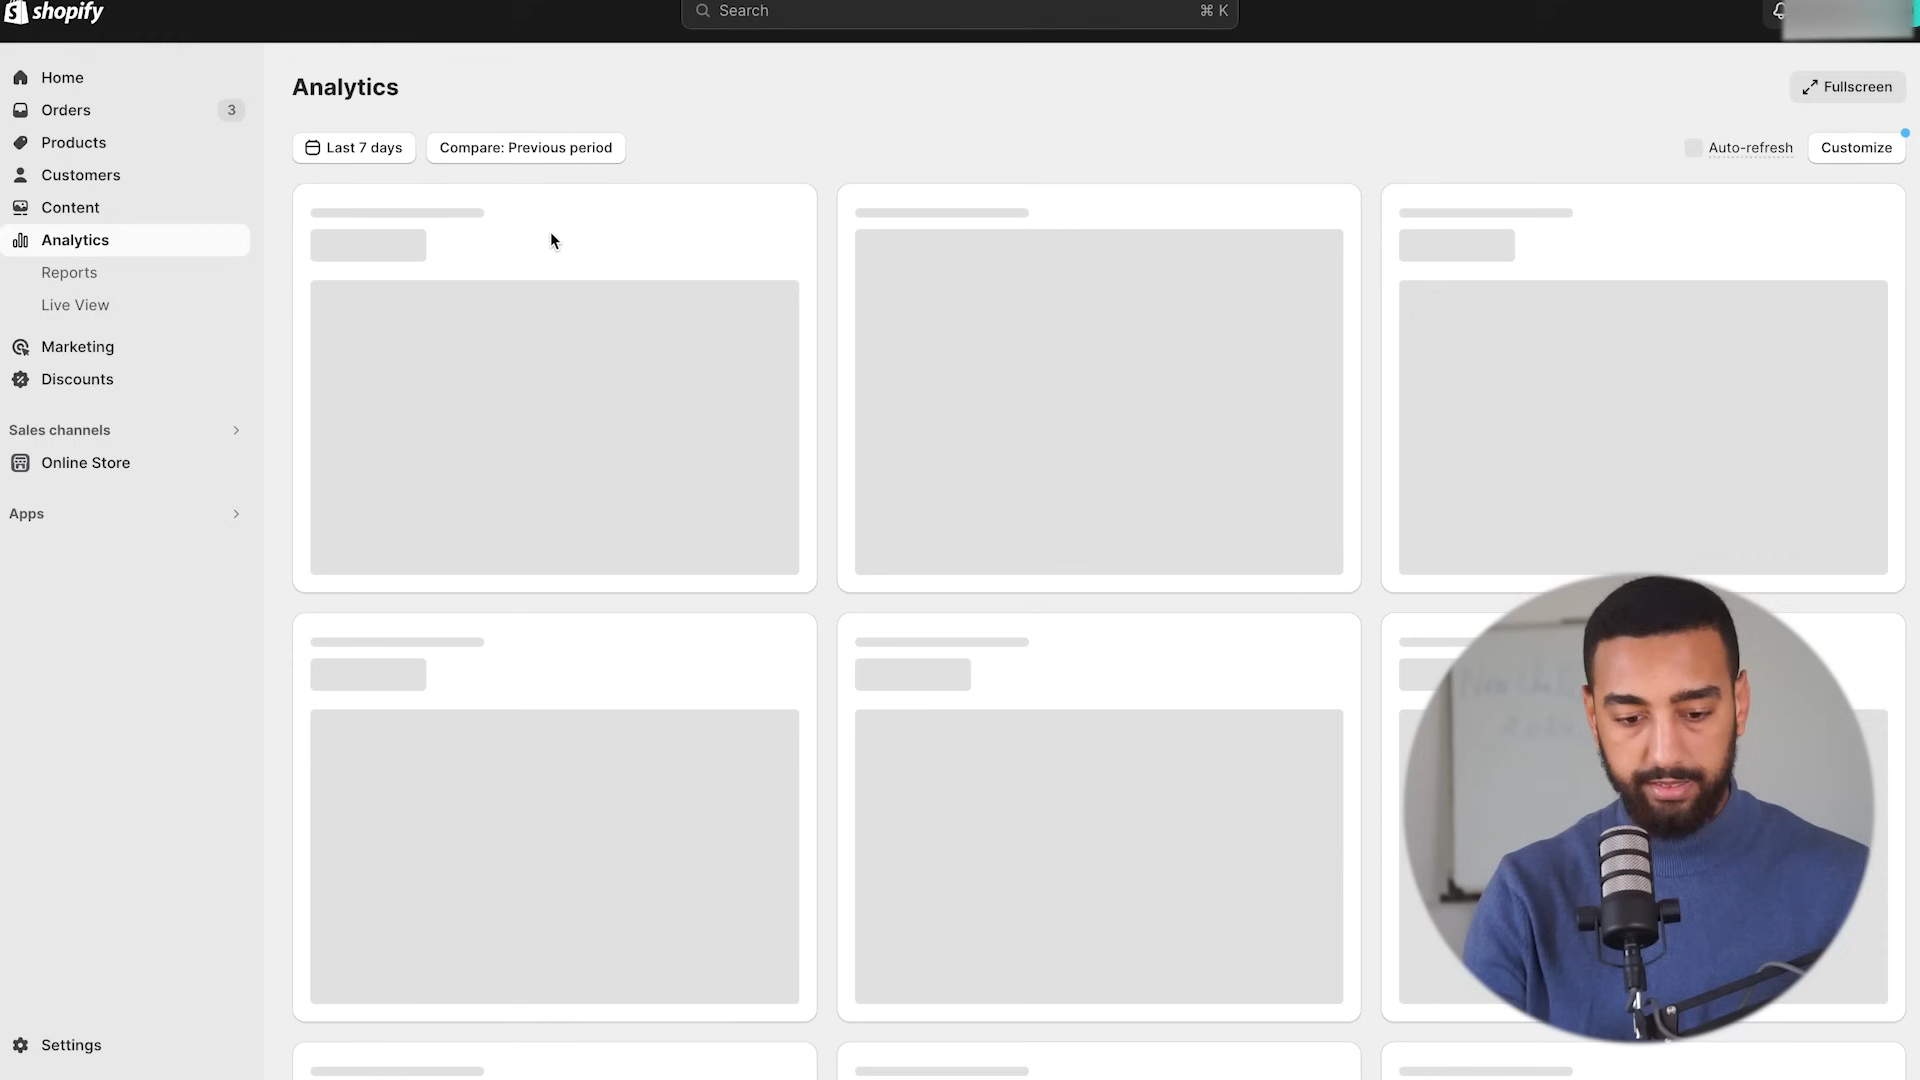 shopify
Search
⌘ K
Home
Orders
3
Products
Customers
Content
Analytics
Reports
Live View
Marketing
Discounts
Sales channels
Online Store
Apps
Settings
Analytics
Fullscreen
Last 7 days
Compare: Previous period
Auto-refresh
Customize